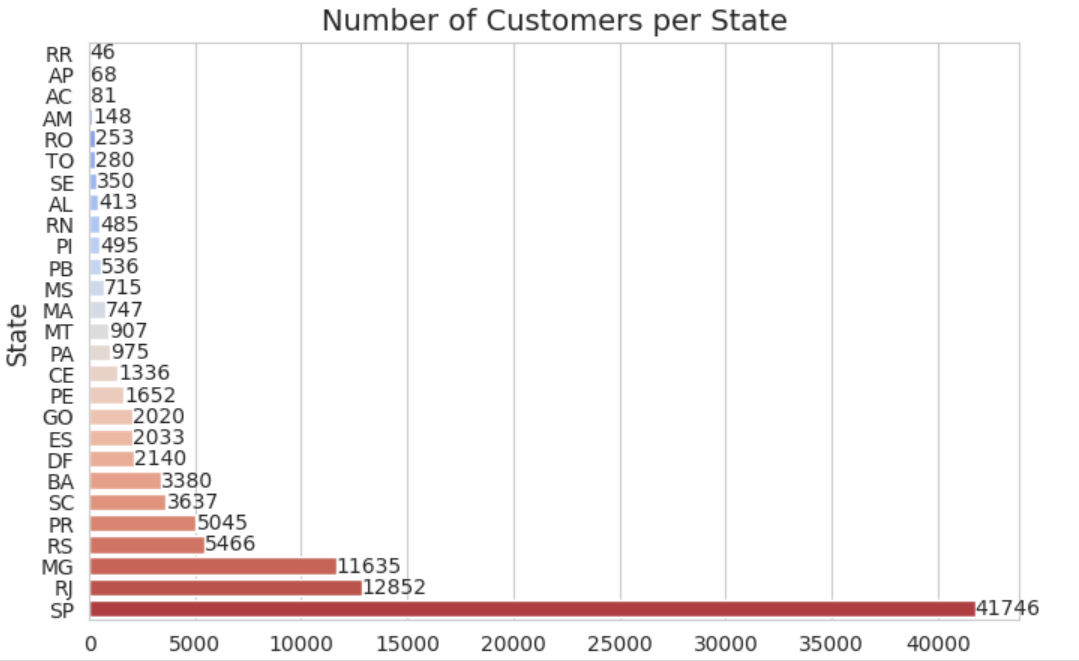 Number of Customers per State
State
RR 46
AP 68
AC 81
AM 148
RO 253
TO 280
SE 350
AL 413
RN 485
PI 495
PB 536
MS 715
MA 747
MT 907
PA 975
CE 1336
PE 1652
GO 2020
ES 2033
DF 2140
BA 3380
SC 3637
PR 5045
RS 5466
MG 11635
RJ 12852
SP 41746
0 5000 10000 15000 20000 25000 30000 35000 40000